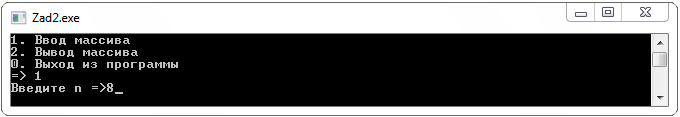 Zad2.exe
1. Ввод массива
2. Вывод массива
0. Выход из программы
=> 1
Введите n =>8_